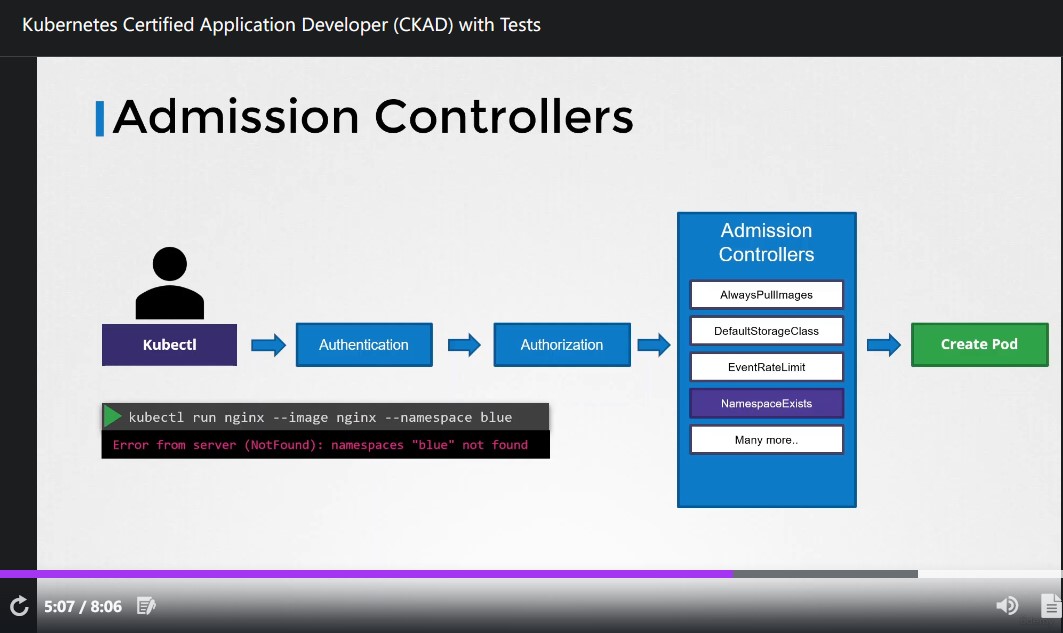 Kubernetes Certified Application Developer (CKAD) with Tests
Admission Controllers
Admission
Controllers
AlwaysPullImages
DefaultStorageClass
EventRateLimit
NamespaceExists
Many more..
Kubectl
Authentication
Authorization
Create Pod
kubectl run nginx --image nginx --namespace blue
Error from server (NotFound): namespaces "blue" not found
5:07 / 8:06